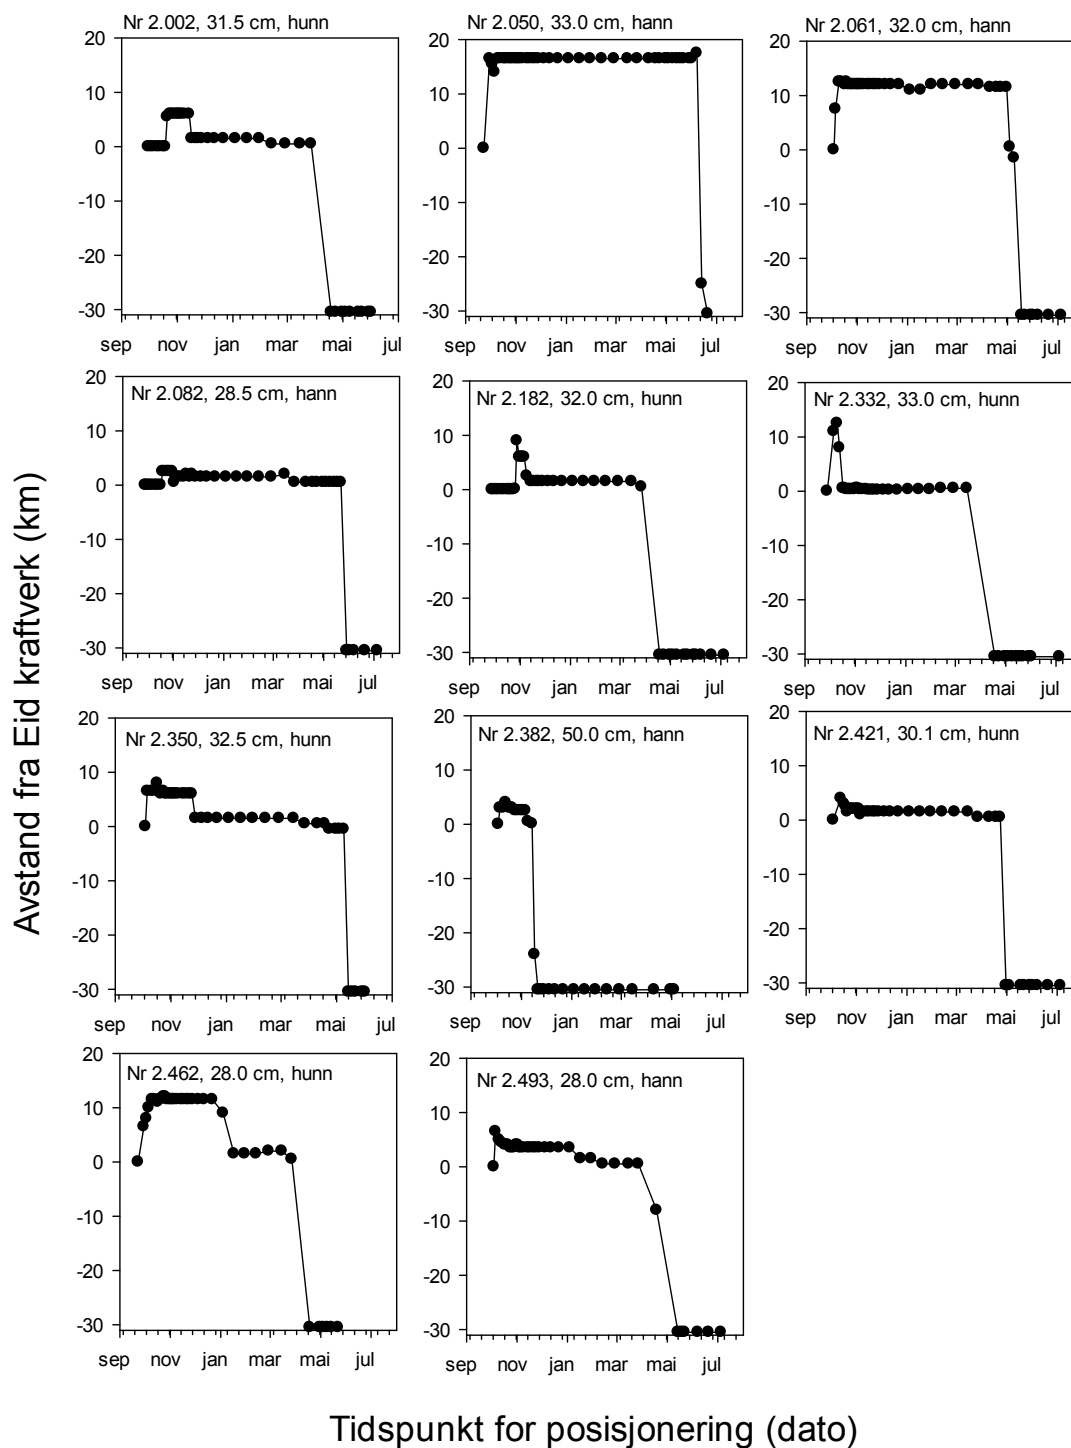 Nr 2.002, 31.5 cm, hunn
Nr 2.050, 33.0 cm, hann
Nr 2.061, 32.0 cm, hann
20
10
0
-10
-20
-30
sep nov jan mar mai jul
20
10
0
-10
-20
-30
sep nov jan mar mai jul
20
10
0
-10
-20
-30
sep nov jan mar mai jul
Nr 2.082, 28.5 cm, hann
20
10
0
-10
-20
-30
sep nov jan mar mai jul
Nr 2.182, 32.0 cm, hunn
20
10
0
-10
-20
-30
sep nov jan mar mai jul
Nr 2.332, 33.0 cm, hunn
20
10
0
-10
-20
-30
sep nov jan mar mai jul
Avstand fra Eid kraftverk (km)
Nr 2.350, 32.5 cm, hunn
20
10
0
-10
-20
-30
sep nov jan mar mai jul
Nr 2.382, 50.0 cm, hann
20
10
0
-10
-20
-30
sep nov jan mar mai jul
Nr 2.421, 30.1 cm, hunn
20
10
0
-10
-20
-30
sep nov jan mar mai jul
Nr 2.462, 28.0 cm, hunn
20
10
0
-10
-20
-30
sep nov jan mar mai jul
Nr 2.493, 28.0 cm, hann
20
10
0
-10
-20
-30
sep nov jan mar mai jul
Tidspunkt for posisjonering (dato)